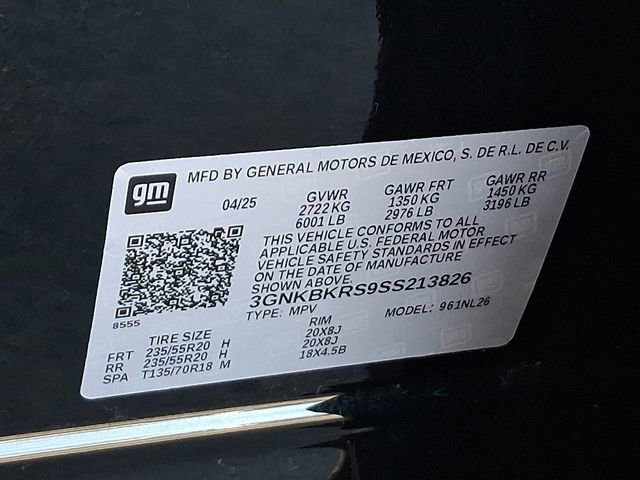 gm
MFD BY GENERAL MOTORS DE MEXICO, S. DE R.L. DE C.V.
04/25
GVWR
2722 KG
6001 LB
GAWR FRT
1350 KG
2976 LB
GAWR RR
1450 KG
3196 LB
THIS VEHICLE CONFORMS TO ALL
APPLICABLE U.S. FEDERAL MOTOR
VEHICLE SAFETY STANDARDS IN EFFECT
ON THE DATE OF MANUFACTURE
SHOWN ABOVE.
3GNKBKRS9SS213826
TYPE: MPV
MODEL: 961NL26
8555
TIRE SIZE RIM
FRT 235/55R20 H 20X8J
RR 235/55R20 H 20X8J
SPA T135/70R18 M 18X4.5B